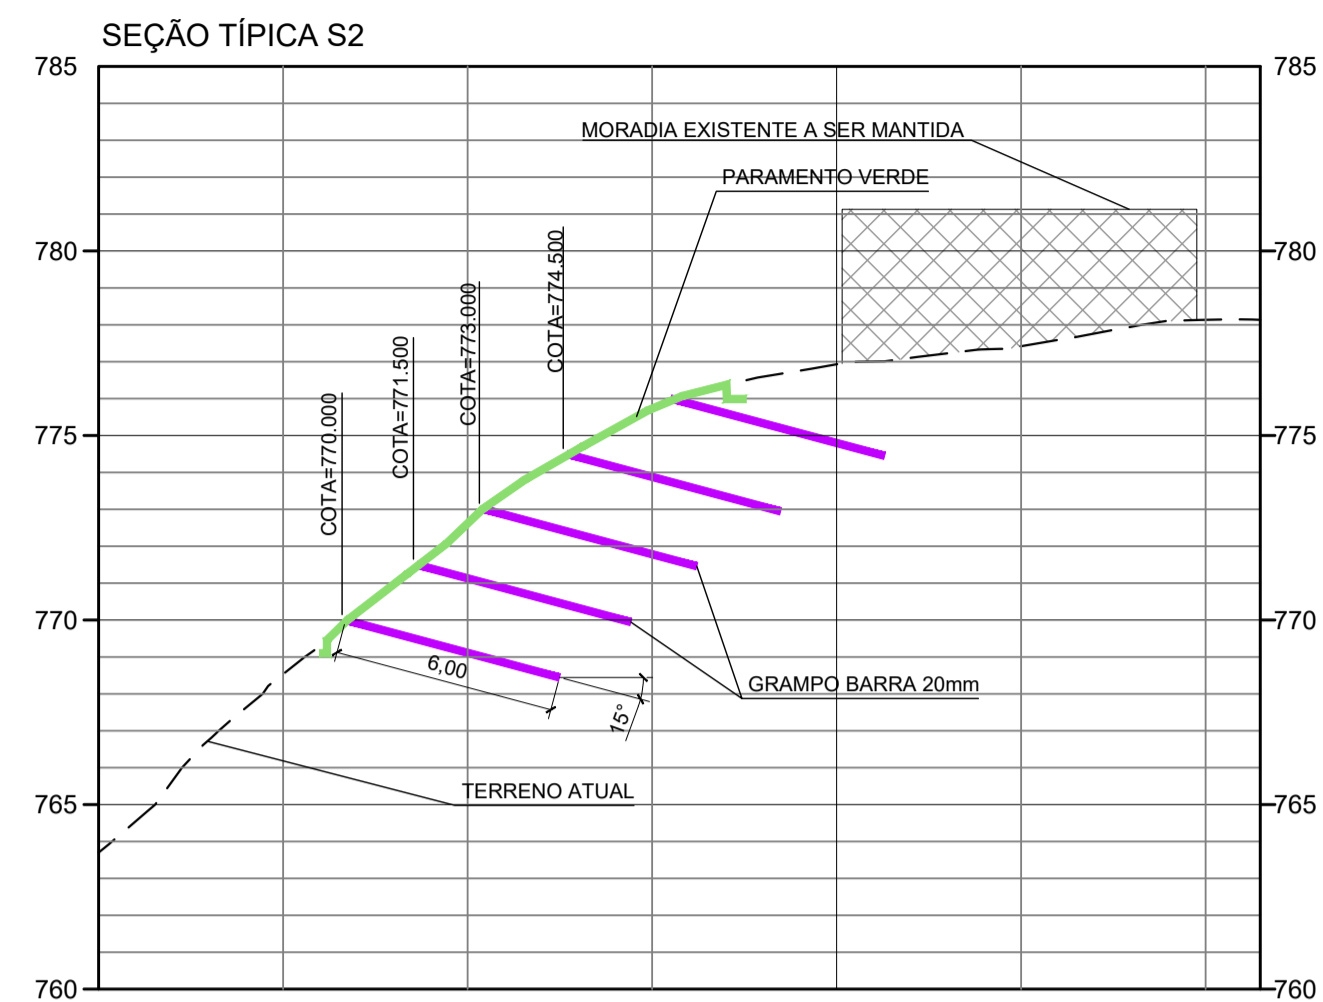 SEÇÃO TÍPICA S2
785
785
MORADIA EXISTENTE A SER MANTIDA
PARAMENTO VERDE
780
780
COTA=774.500
COTA=773.000
COTA=771.500
COTA=770.000
775
775
770
770
6,00
15°
GRAMPO BARRA 20mm
TERRENO ATUAL
765
765
760
760